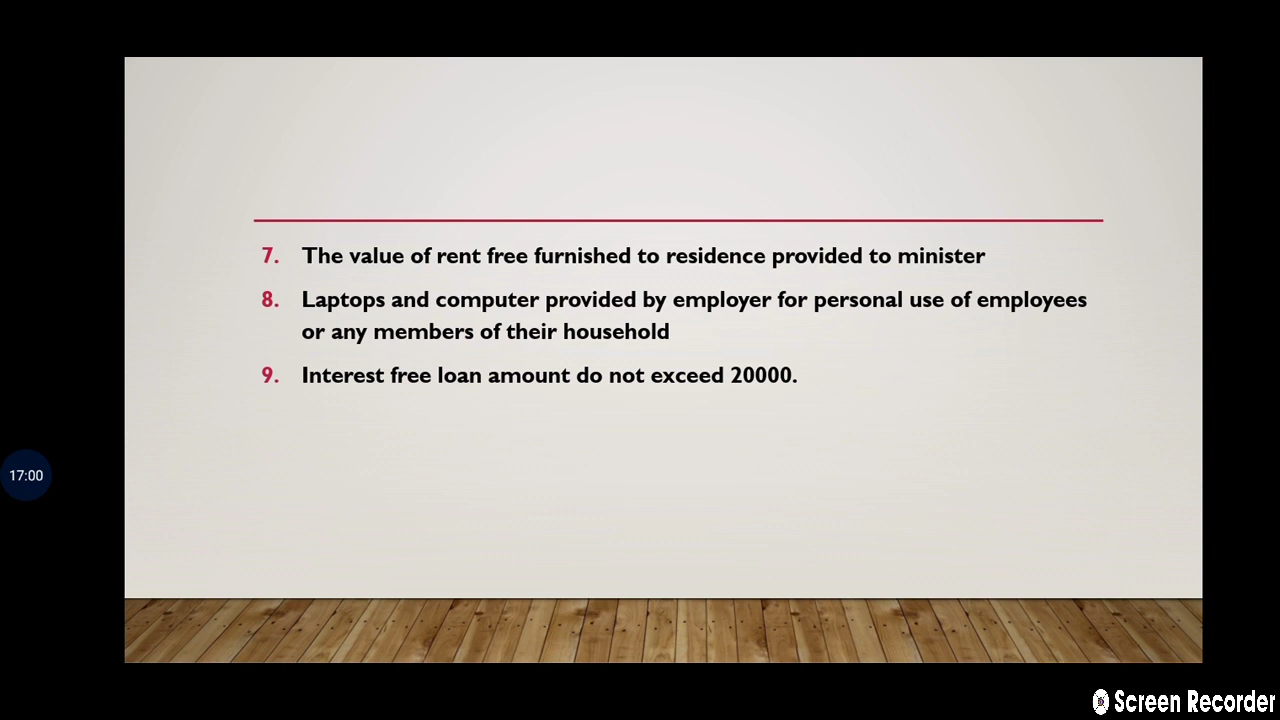 7. The value of rent free furnished to residence provided to minister
8. Laptops and computer provided by employer for personal use of employees
or any members of their household
9. Interest free loan amount do not exceed 20000.
17:00
Screen Recorder